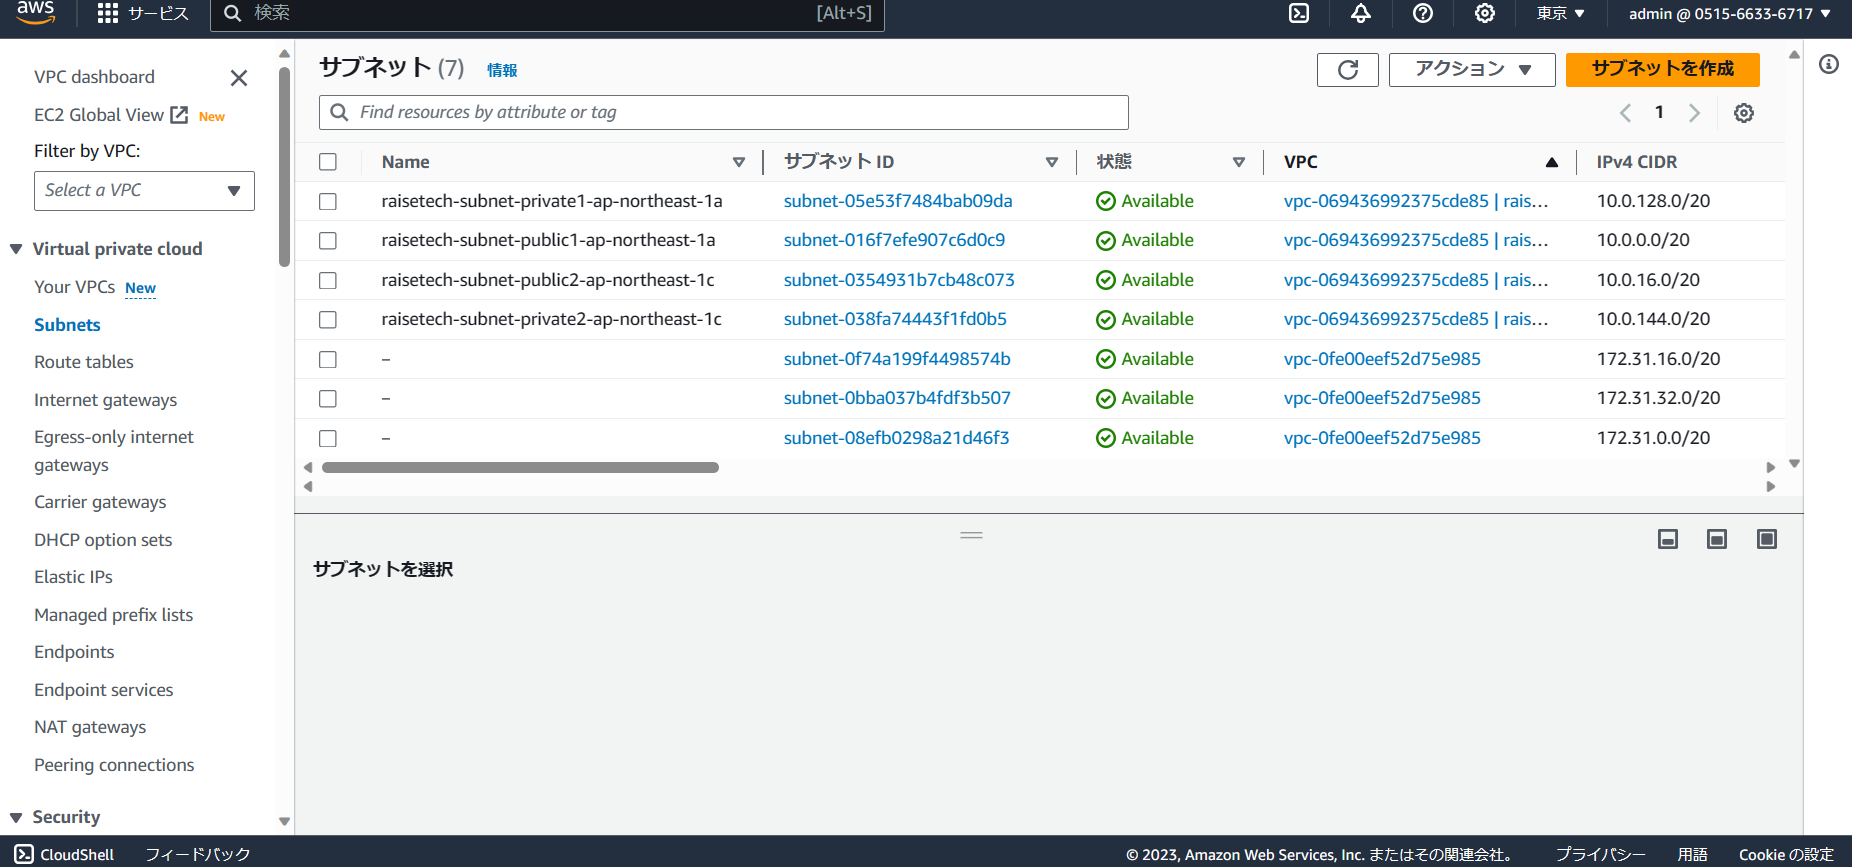 aws サービス 検索 [Alt+S] 東京 admin @ 0515-6633-6717
VPC dashboard
EC2 Global View New
Filter by VPC:
Select a VPC
Virtual private cloud
Your VPCs New
Subnets
Route tables
Internet gateways
Egress-only internet
gateways
Carrier gateways
DHCP option sets
Elastic IPs
Managed prefix lists
Endpoints
Endpoint services
NAT gateways
Peering connections
Security
サブネット (7) 情報 アクション サブネットを作成
Find resources by attribute or tag 1
Name サブネット ID 状態 VPC IPv4 CIDR
raisetech-subnet-private1-ap-northeast-1a subnet-05e53f7484bab09da Available vpc-069436992375cde85 | rais... 10.0.128.0/20
raisetech-subnet-public1-ap-northeast-1a subnet-016f7efe907c6d0c9 Available vpc-069436992375cde85 | rais... 10.0.0.0/20
raisetech-subnet-public2-ap-northeast-1c subnet-0354931b7cb48c073 Available vpc-069436992375cde85 | rais... 10.0.16.0/20
raisetech-subnet-private2-ap-northeast-1c subnet-038fa74443f1fd0b5 Available vpc-069436992375cde85 | rais... 10.0.144.0/20
– subnet-0f74a199f4498574b Available vpc-0fe00eef52d75e985 172.31.16.0/20
– subnet-0bba037b4fdf3b507 Available vpc-0fe00eef52d75e985 172.31.32.0/20
– subnet-08efb0298a21d46f3 Available vpc-0fe00eef52d75e985 172.31.0.0/20
サブネットを選択
CloudShell フィードバック © 2023, Amazon Web Services, Inc. またはその関連会社。 プライバシー 用語 Cookie の設定